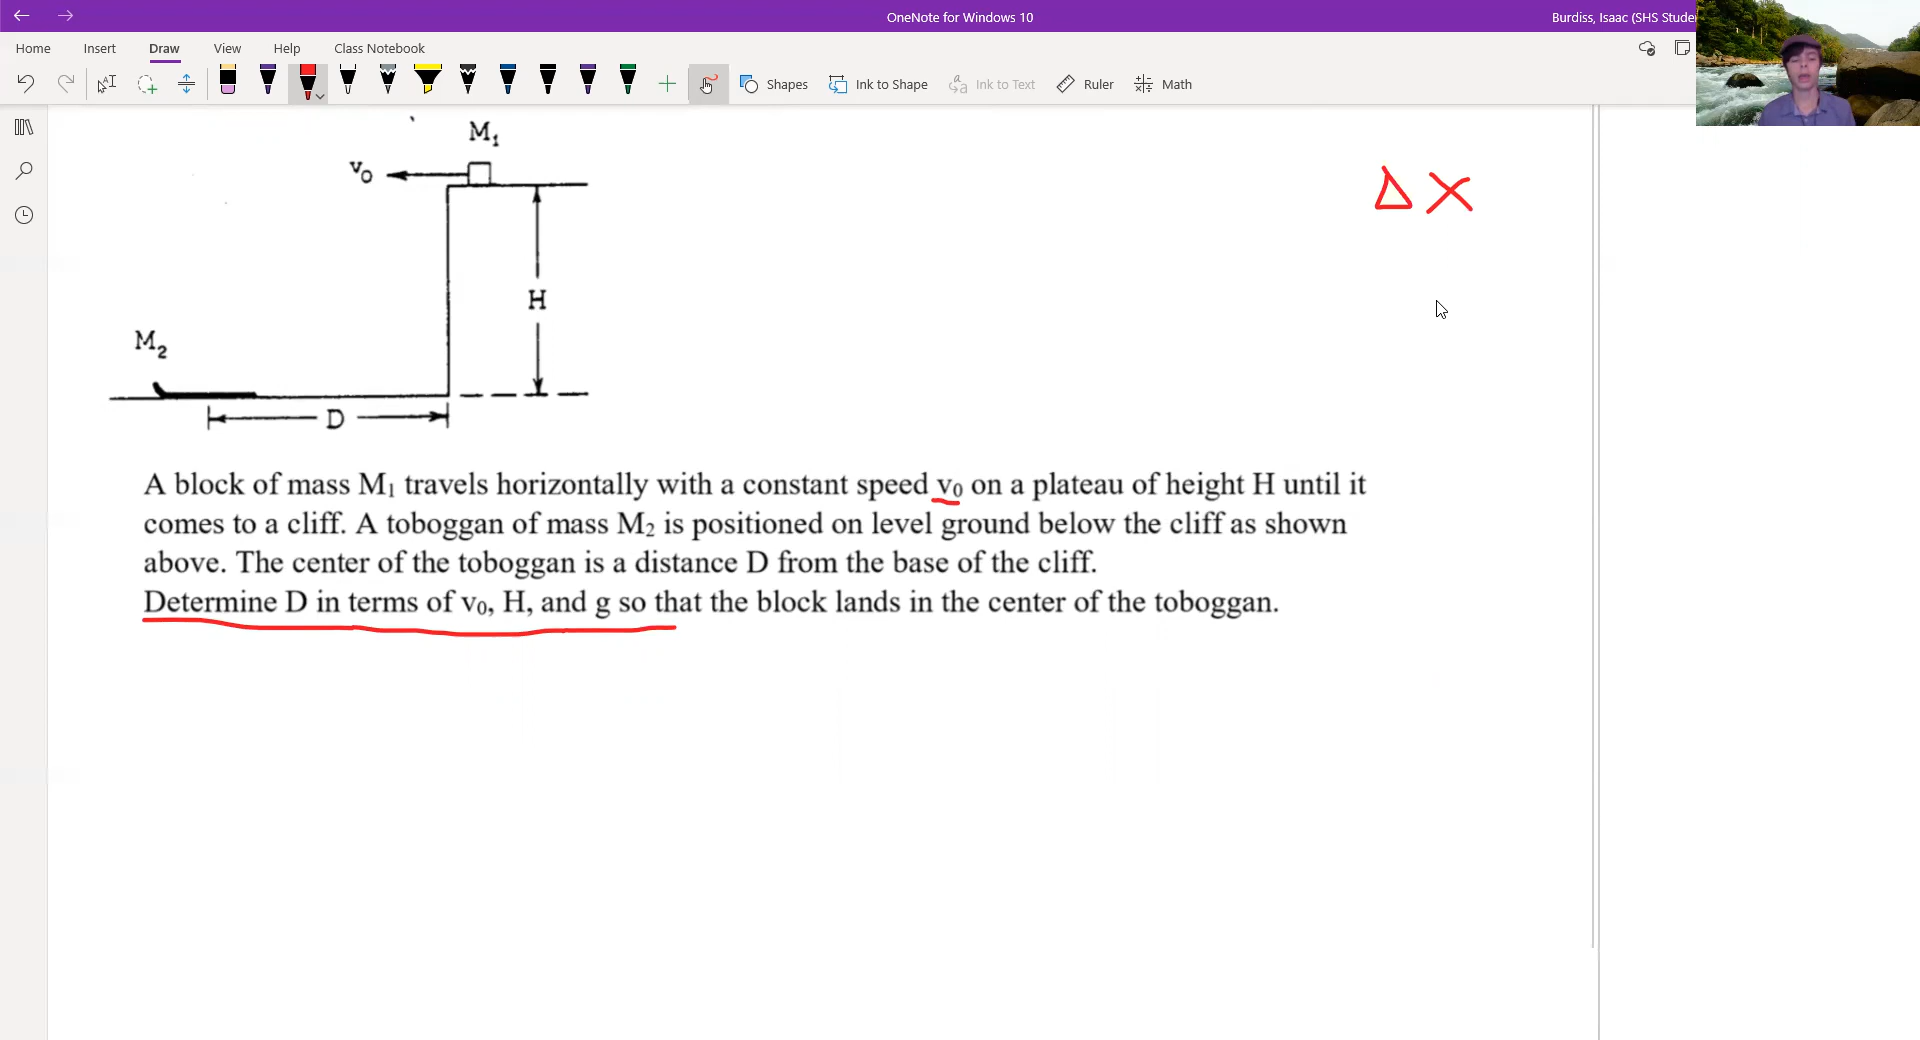 OneNote for Windows 10
Burdiss, Isaac (SHS Stude
Home Insert Draw View Help Class Notebook
Shapes Ink to Shape Ink to Text Ruler Math
M₁
v₀
Δ X
H
M₂
D
A block of mass M₁ travels horizontally with a constant speed v₀ on a plateau of height H until it
comes to a cliff. A toboggan of mass M₂ is positioned on level ground below the cliff as shown
above. The center of the toboggan is a distance D from the base of the cliff.
Determine D in terms of v₀, H, and g so that the block lands in the center of the toboggan.